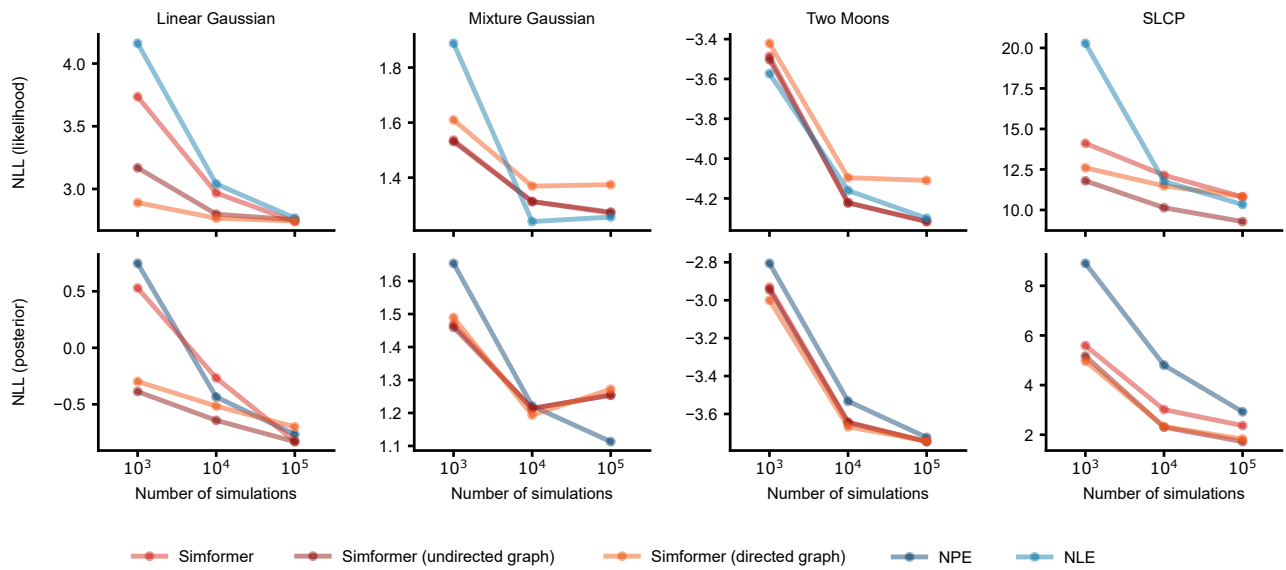 Linear Gaussian
Mixture Gaussian
Two Moons
SLCP
NLL (likelihood)
4.0
3.5
3.0
1.8
1.6
1.4
−3.4
−3.6
−3.8
−4.0
−4.2
20.0
17.5
15.0
12.5
10.0
NLL (posterior)
0.5
0.0
−0.5
1.6
1.5
1.4
1.3
1.2
1.1
−2.8
−3.0
−3.2
−3.4
−3.6
8
6
4
2
10³ 10⁴ 10⁵
10³ 10⁴ 10⁵
10³ 10⁴ 10⁵
10³ 10⁴ 10⁵
Number of simulations
Number of simulations
Number of simulations
Number of simulations
Simformer
Simformer (undirected graph)
Simformer (directed graph)
NPE
NLE